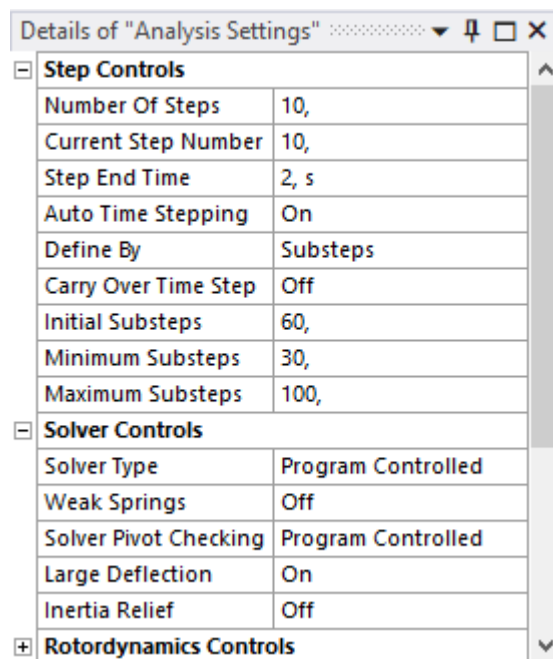 Details of "Analysis Settings"
Step Controls
Number Of Steps 10,
Current Step Number 10,
Step End Time 2, s
Auto Time Stepping On
Define By Substeps
Carry Over Time Step Off
Initial Substeps 60,
Minimum Substeps 30,
Maximum Substeps 100,
Solver Controls
Solver Type Program Controlled
Weak Springs Off
Solver Pivot Checking Program Controlled
Large Deflection On
Inertia Relief Off
Rotordynamics Controls